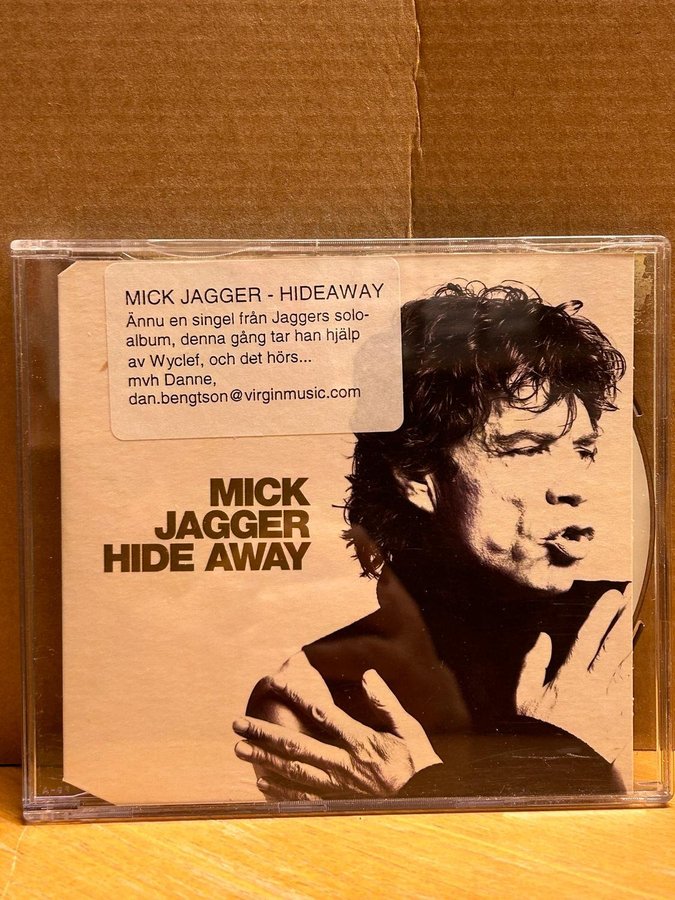 MICK JAGGER - HIDEAWAY
Ännu en singel från Jaggers solo-
album, denna gång tar han hjälp
av Wyclef, och det hörs...
mvh Danne,
dan.bengtson@virginmusic.com
MICK
JAGGER
HIDE AWAY